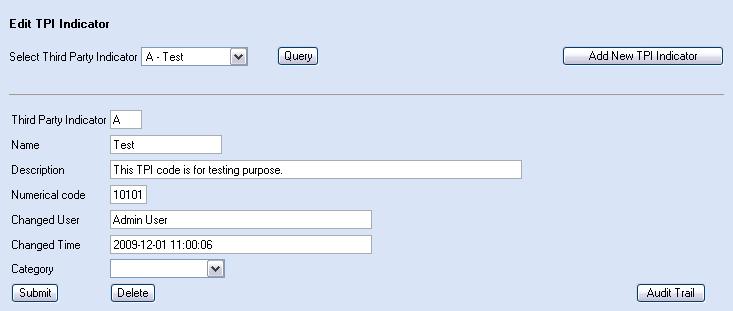 Edit TPI Indicator
Select Third Party Indicator A - Test Query Add New TPI Indicator
Third Party Indicator A
Name Test
Description This TPI code is for testing purpose.
Numerical code 10101
Changed User Admin User
Changed Time 2009-12-01 11:00:06
Category
Submit Delete Audit Trail